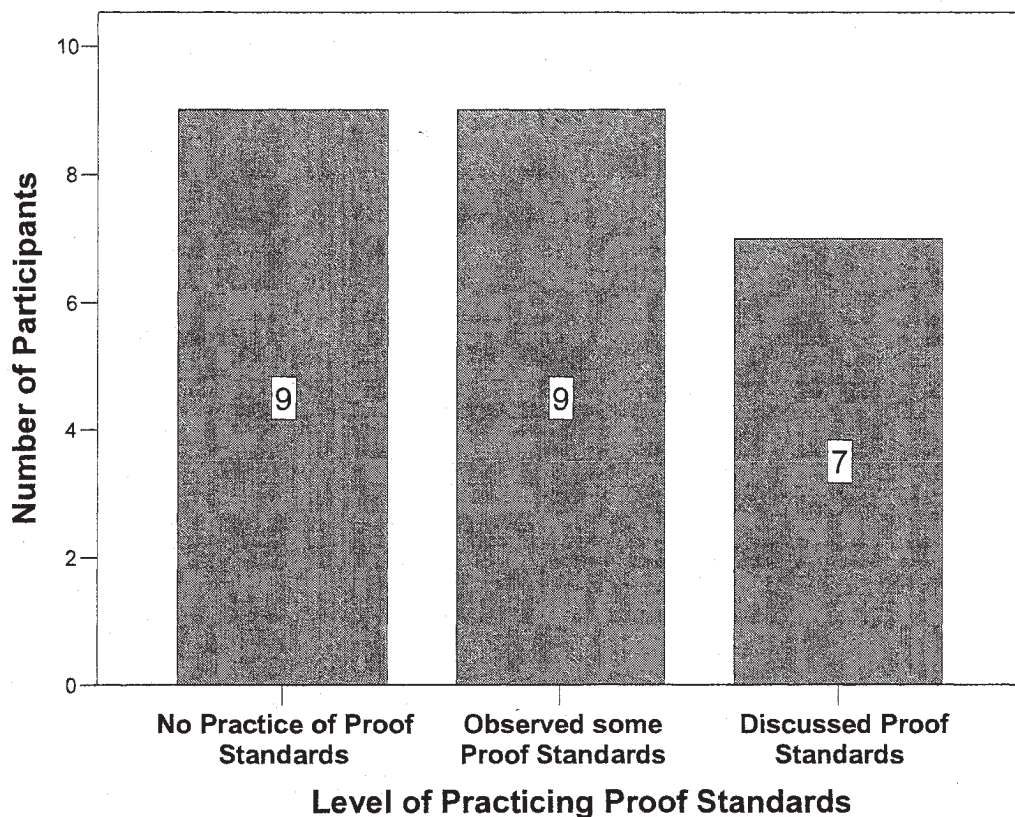 10
8
6
4
2
0
Number of Participants
9
9
7
No Practice of Proof
Standards
Observed some
Proof Standards
Discussed Proof
Standards
Level of Practicing Proof Standards